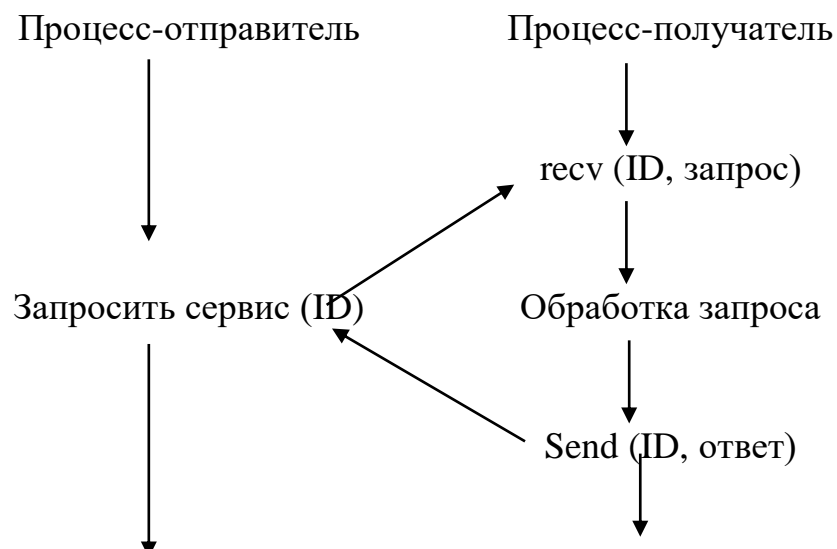 Процесс-отправитель
Процесс-получатель
recv (ID, запрос)
Запросить сервис (ID)
Обработка запроса
Send (ID, ответ)